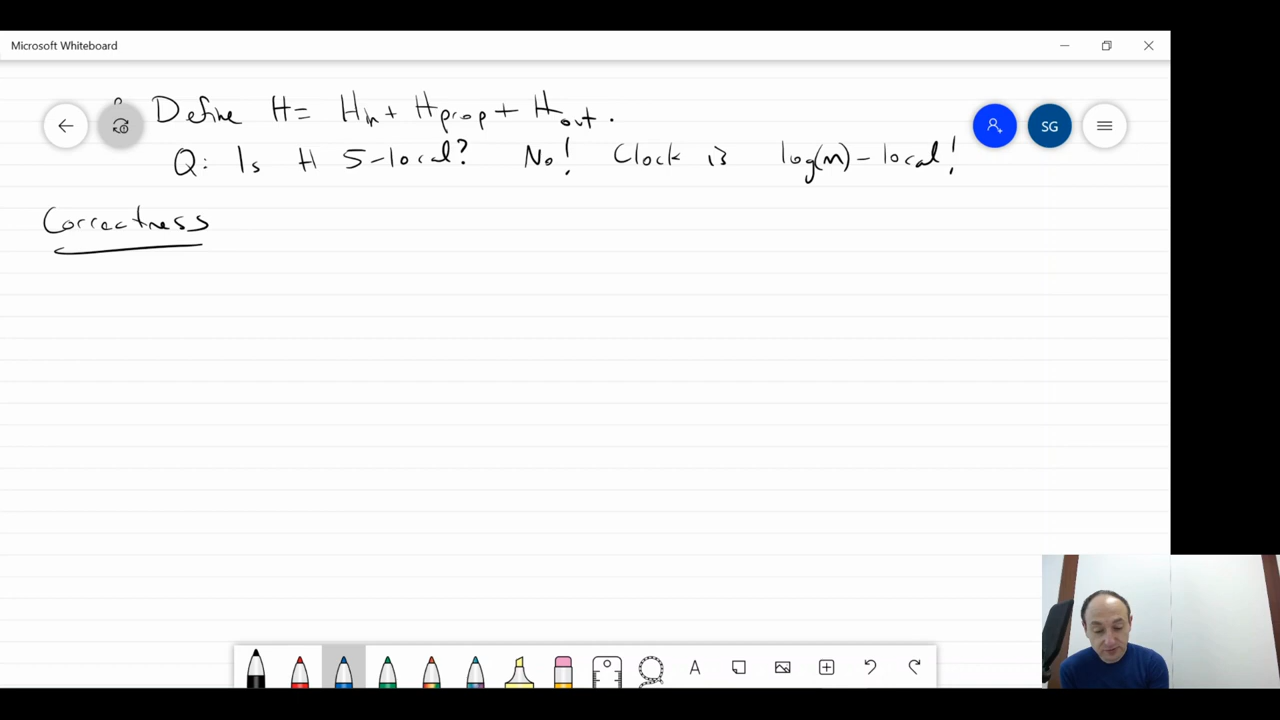 Microsoft Whiteboard
Define H = H_in + H_prop + H_out.
Q: Is H 5-local? No! Clock is log(m)-local!
SG
Correctness
A